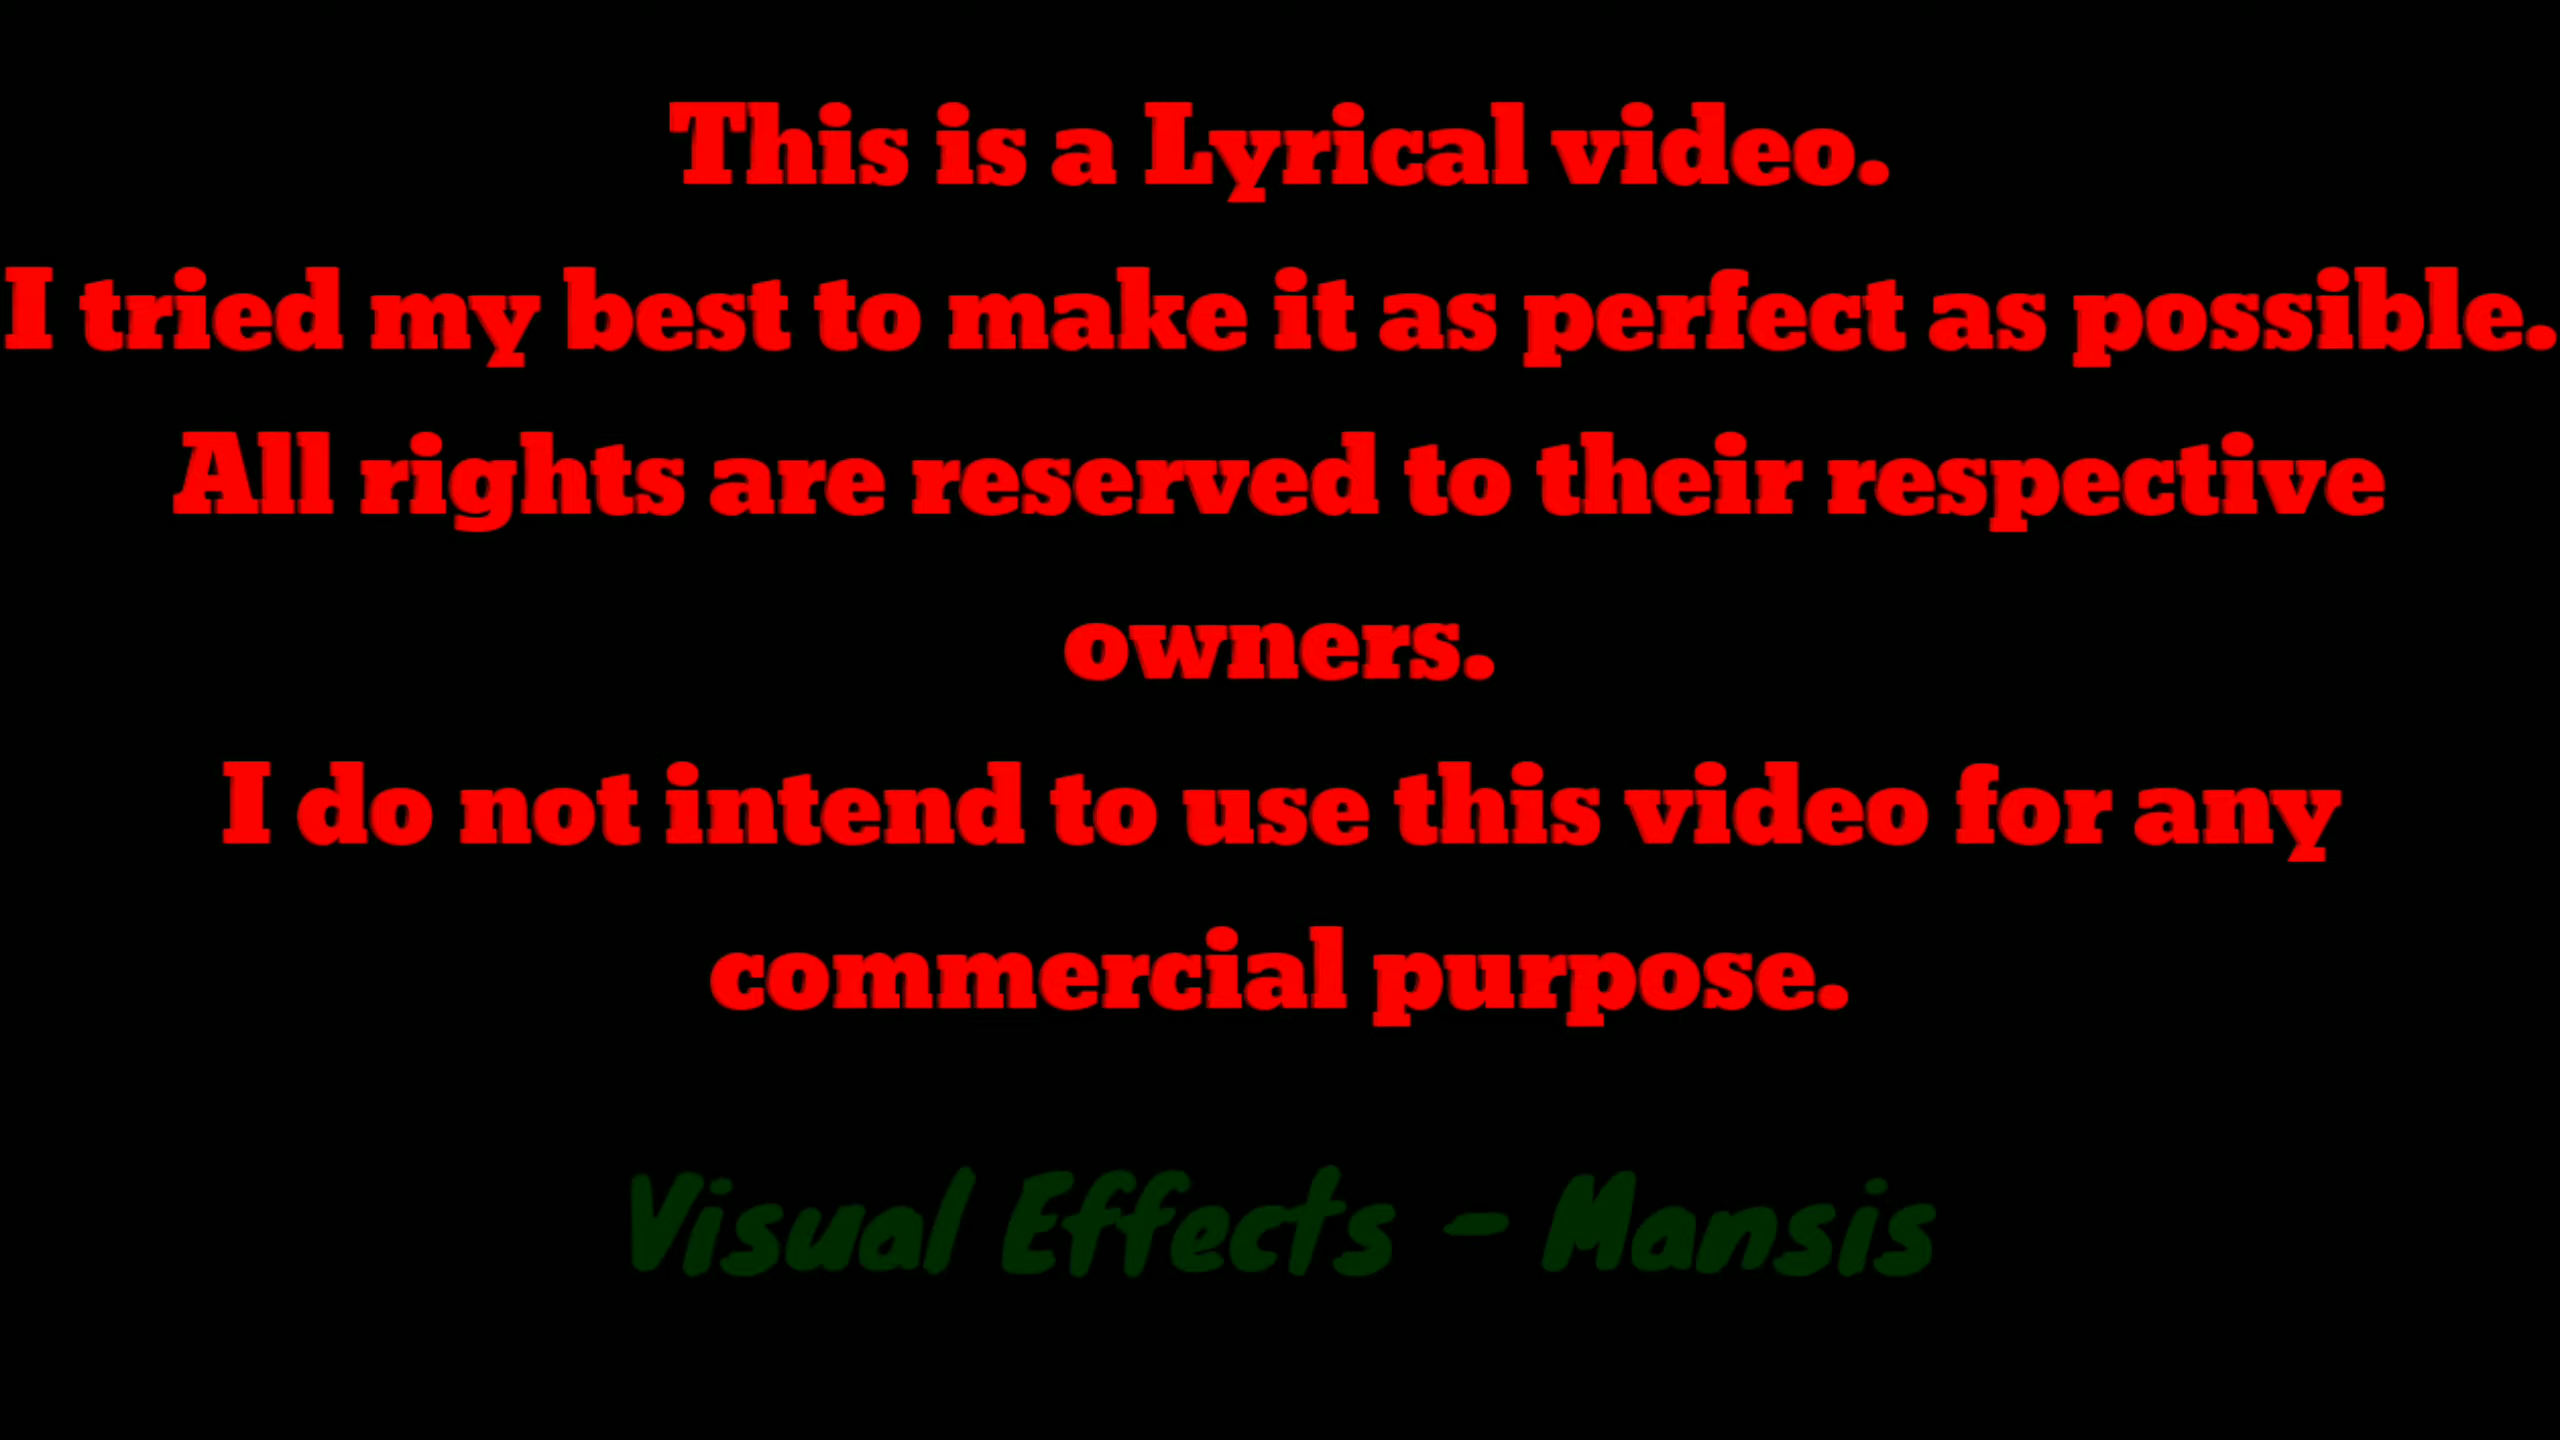 This is a Lyrical video.
I tried my best to make it as perfect as possible.
All rights are reserved to their respective
owners.
I do not intend to use this video for any
commercial purpose.
Visual Effects - Mansis